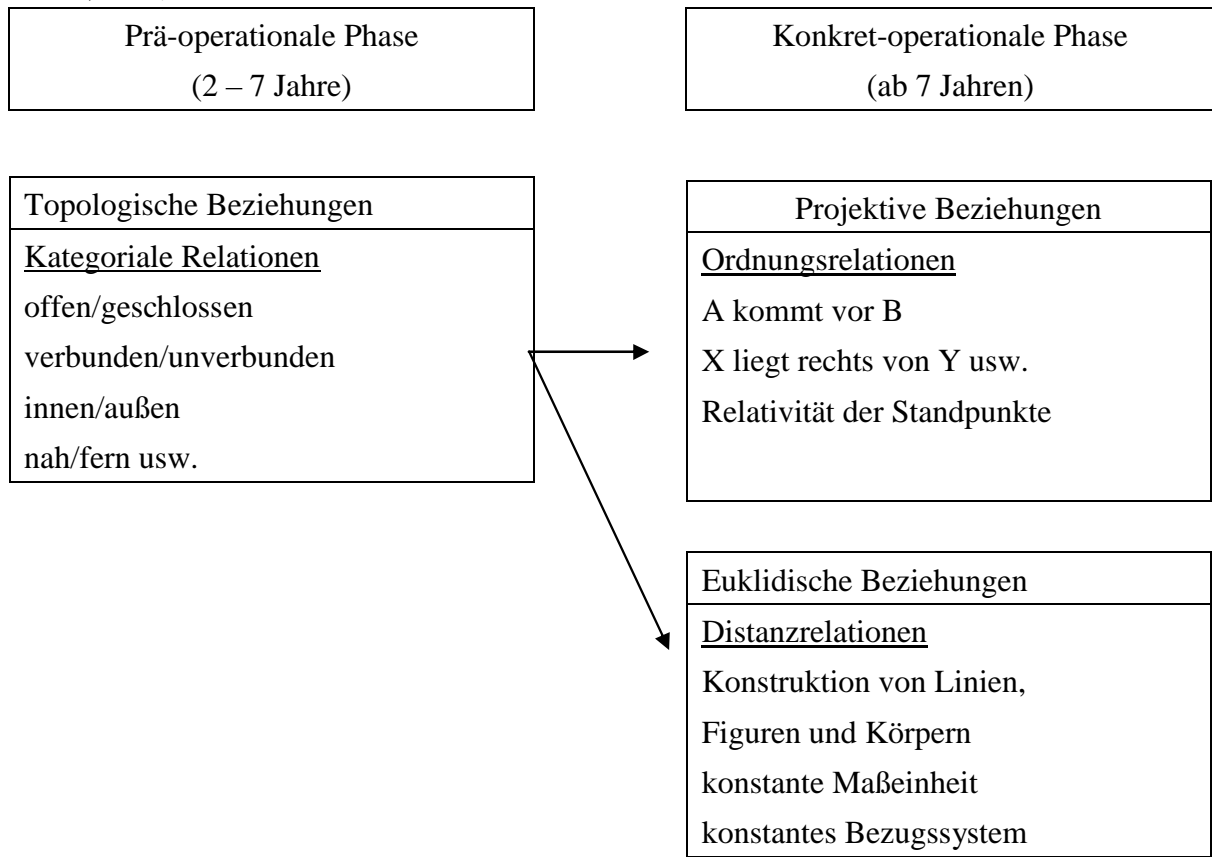 Prä-operationale Phase
(2 – 7 Jahre)
Konkret-operationale Phase
(ab 7 Jahren)
Topologische Beziehungen
Kategoriale Relationen
offen/geschlossen
verbunden/unverbunden
innen/außen
nah/fern usw.
Projektive Beziehungen
Ordnungsrelationen
A kommt vor B
X liegt rechts von Y usw.
Relativität der Standpunkte
Euklidische Beziehungen
Distanzrelationen
Konstruktion von Linien,
Figuren und Körpern
konstante Maßeinheit
konstantes Bezugssystem